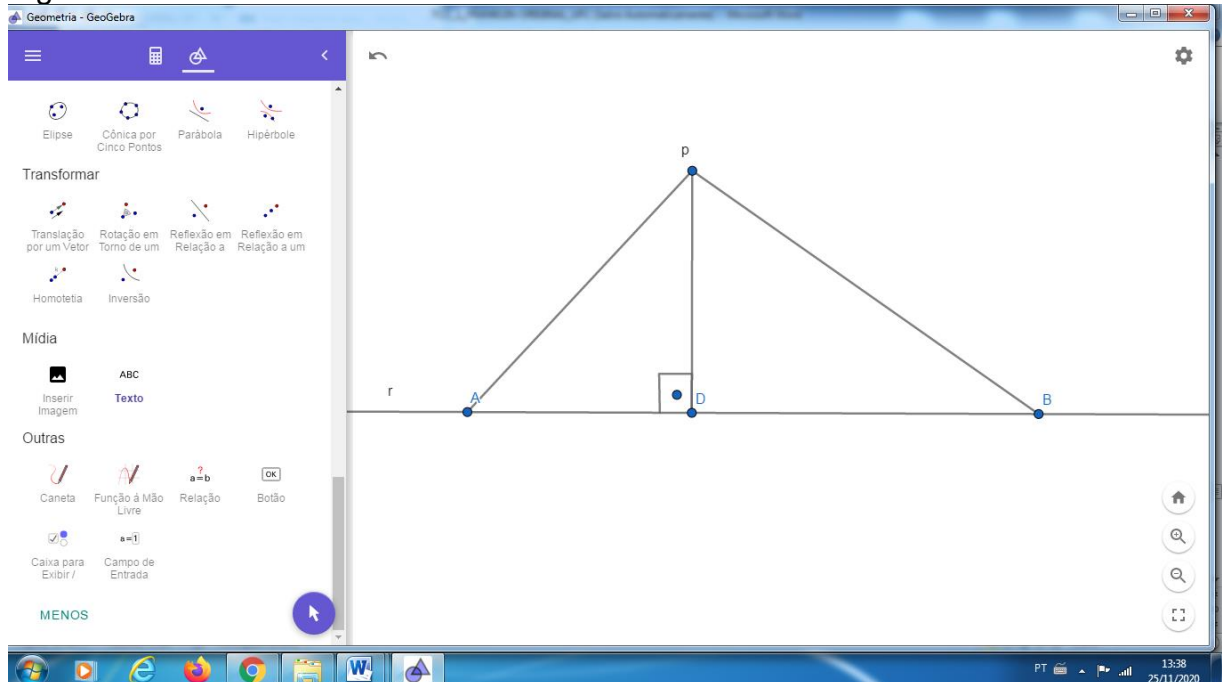 Geometria - GeoGebra
Elipse
Cônica por
Cinco Pontos
Parábola
Hipérbole
Transformar
Translação
por um Vetor
Rotação em
Torno de um
Reflexão em
Relação a
Reflexão em
Relação a um
Homotetia
Inversão
Mídia
Inserir
Imagem
ABC
Texto
Outras
Caneta
Função á Mão
Livre
?
a=b
Relação
OK
Botão
Caixa para
Exibir /
a=1
Campo de
Entrada
MENOS
p
r
A
D
B
PT
13:38
25/11/2020